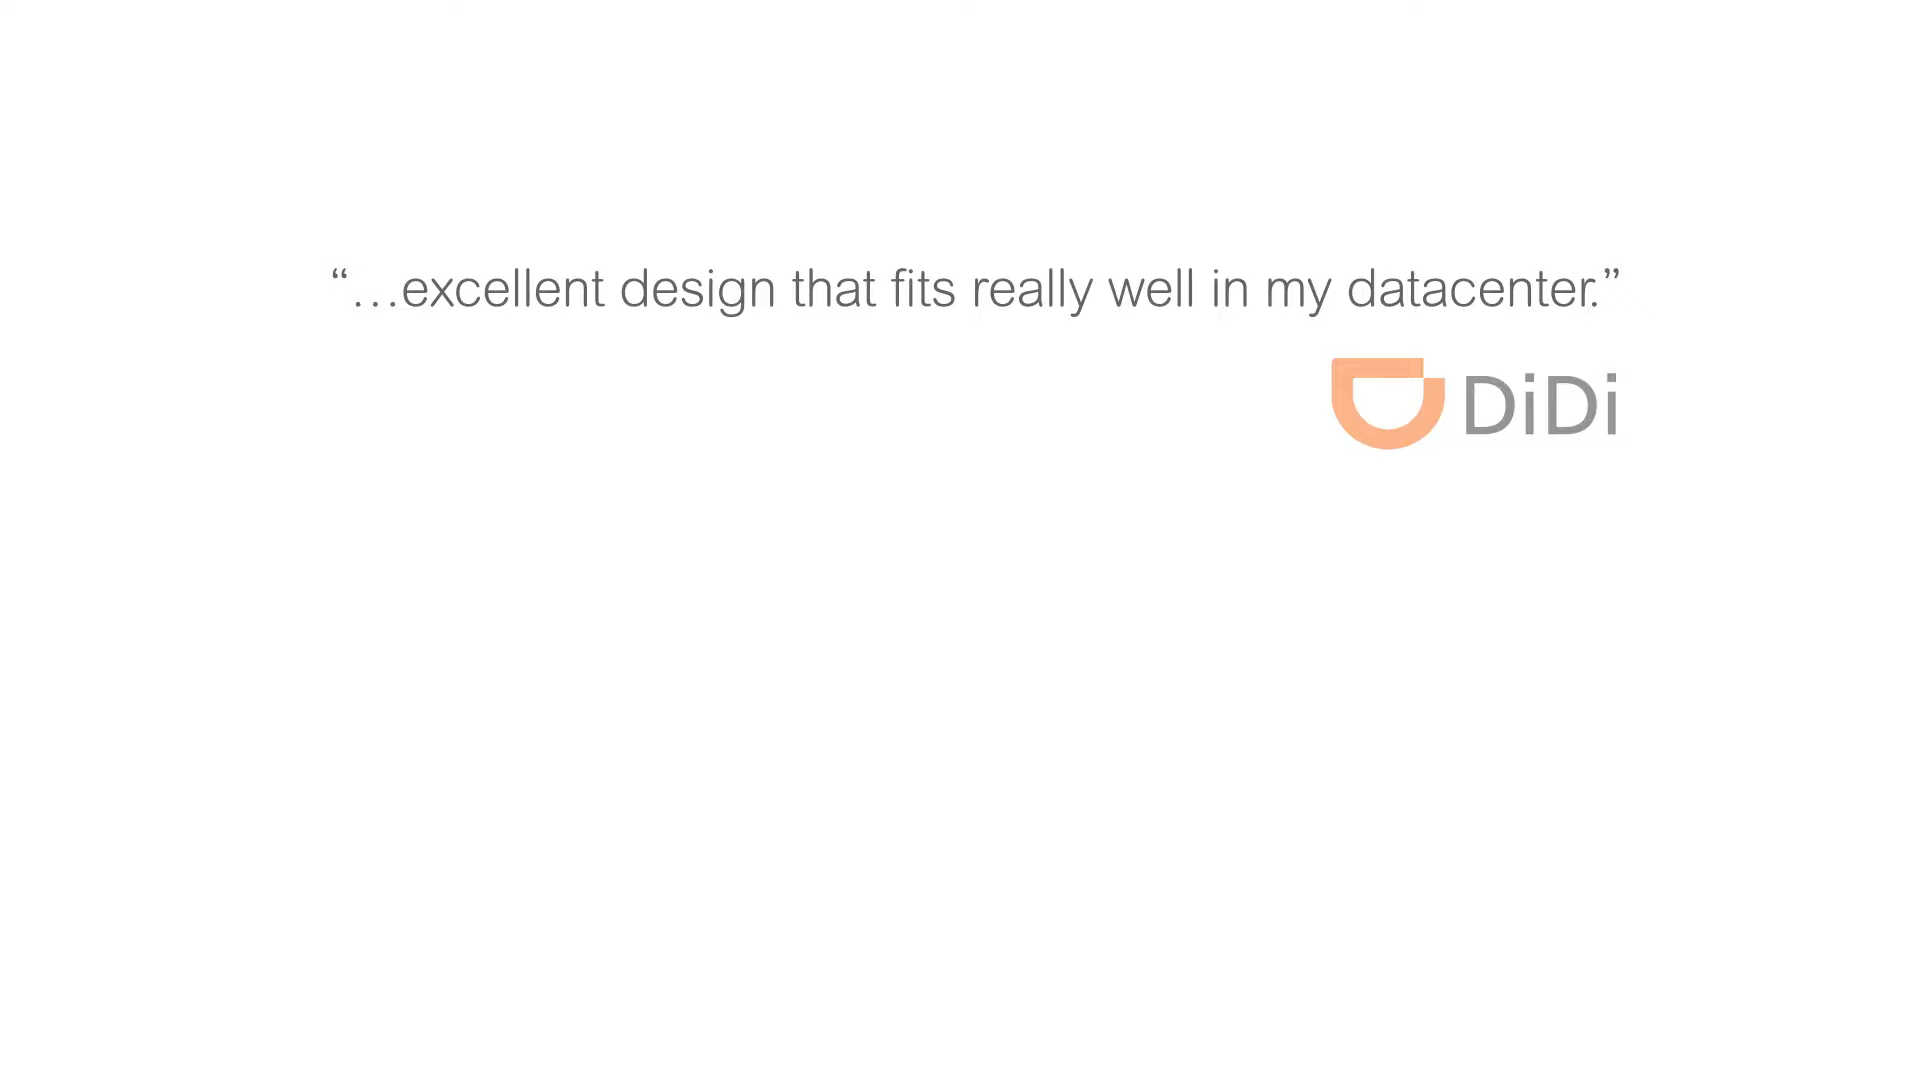 “…excellent design that fits really well in my datacenter.”
DiDi